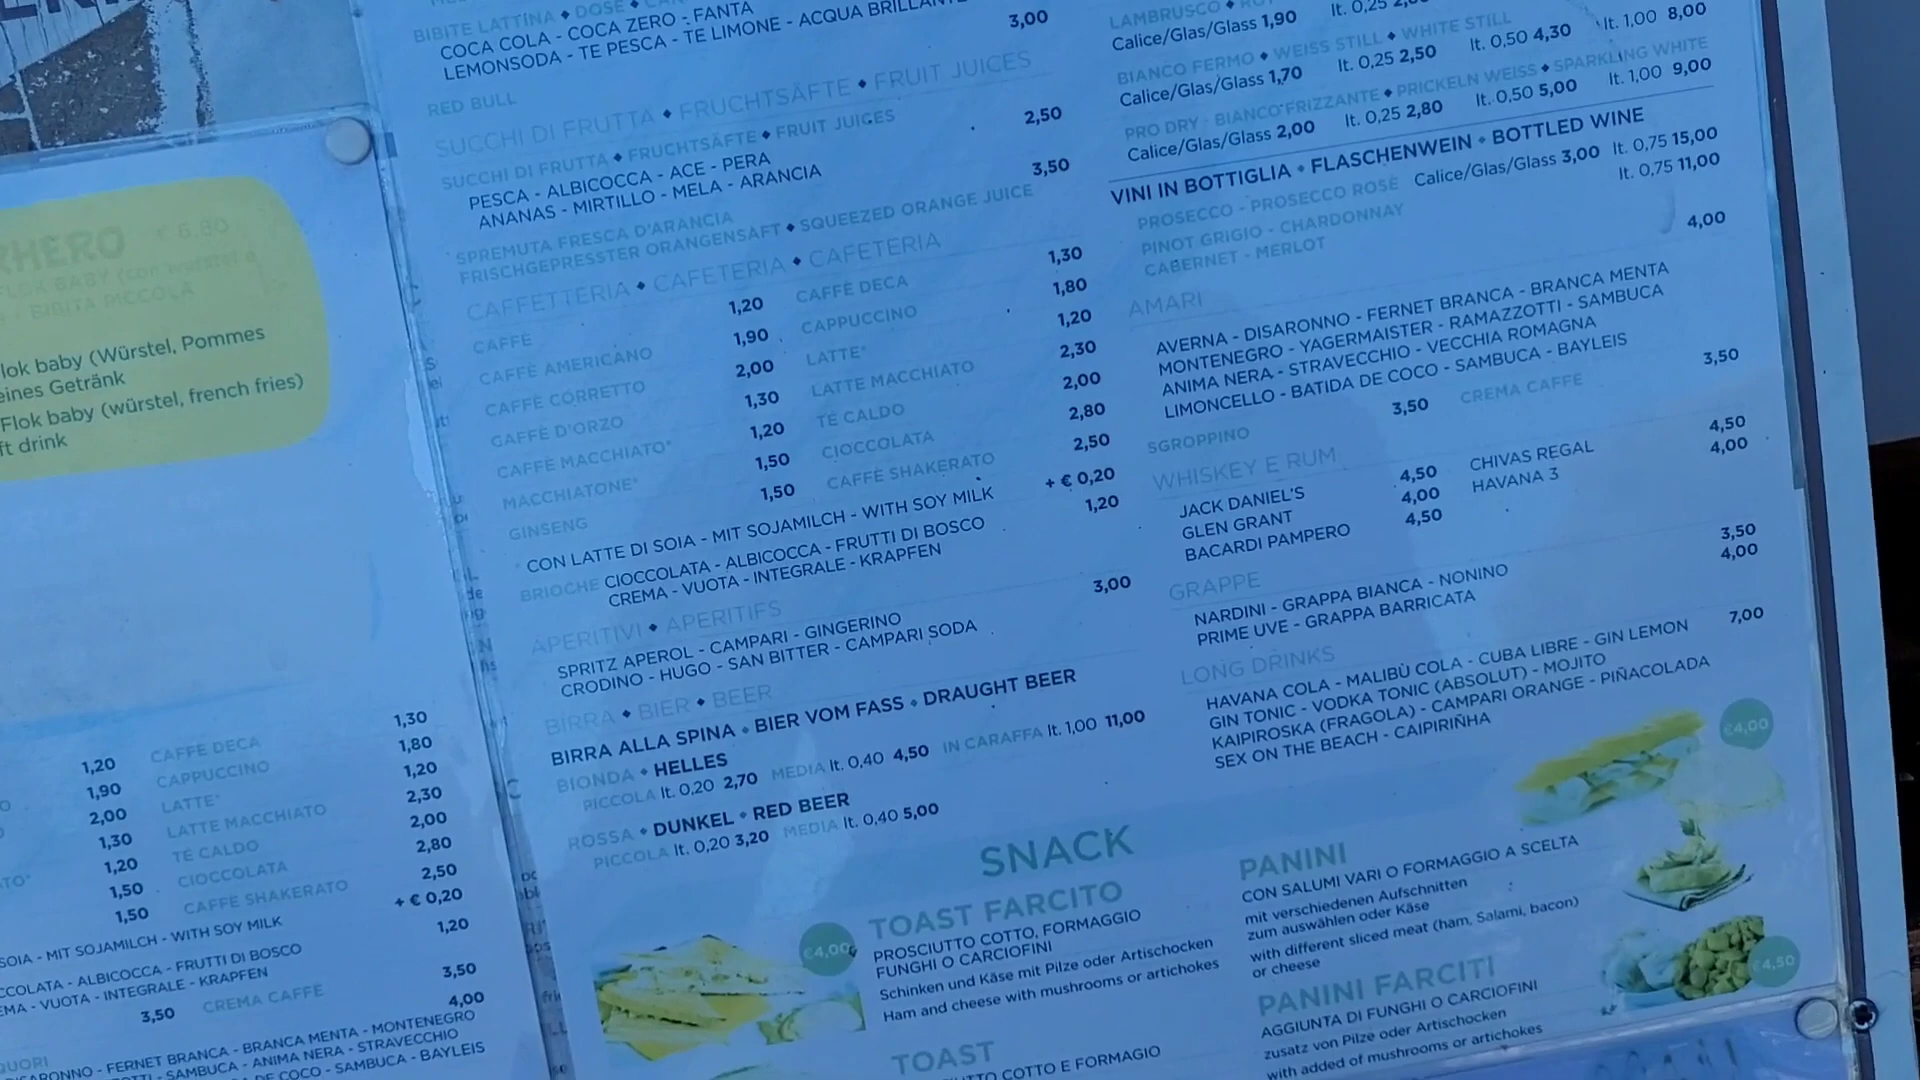 RHERO € 6,80
FLOK BABY (con wurstel e
- BIBITA PICCOLA
lok baby (Würstel, Pommes
eines Getränk
Flok baby (würstel, french fries)
ft drink
1,20 CAFFÈ DECA 1,30
1,90 CAPPUCCINO 1,80
2,00 LATTE* 1,20
1,30 LATTE MACCHIATO 2,30
1,20 TÈ CALDO 2,00
1,50 CIOCCOLATA 2,80
1,50 CAFFÈ SHAKERATO 2,50
SOIA - MIT SOJAMILCH - WITH SOY MILK + € 0,20
CCOLATA - ALBICOCCA - FRUTTI DI BOSCO 1,20
EMA - VUOTA - INTEGRALE - KRAPFEN
3,50 CREMA CAFFÈ 3,50
QUORI 4,00
ISARONNO - FERNET BRANCA - BRANCA MENTA - MONTENEGRO
OTTI - SAMBUCA - ANIMA NERA - STRAVECCHIO
DE COCO - SAMBUCA - BAYLEIS
BIBITE LATTINA ◆ DOSE
COCA COLA - COCA ZERO - FANTA
LEMONSODA - TE PESCA - TE LIMONE - ACQUA BRILLANTE
RED BULL 3,00
SUCCHI DI FRUTTA ◆ FRUCHTSÄFTE ◆ FRUIT JUICES
SUCCHI DI FRUTTA ◆ FRUCHTSÄFTE ◆ FRUIT JUICES 2,50
PESCA - ALBICOCCA - ACE - PERA
ANANAS - MIRTILLO - MELA - ARANCIA
SPREMUTA FRESCA D'ARANCIA 3,50
FRISCHGEPRESSTER ORANGENSAFT ◆ SQUEEZED ORANGE JUICE
CAFFETTERIA ◆ CAFETERIA ◆ CAFETERIA
CAFFÈ 1,20 CAFFÈ DECA 1,30
CAFFÈ AMERICANO 1,90 CAPPUCCINO 1,80
CAFFÈ CORRETTO 2,00 LATTE* 1,20
CAFFÈ D'ORZO 1,30 LATTE MACCHIATO 2,30
CAFFÈ MACCHIATO* 1,20 TÈ CALDO 2,00
MACCHIATONE* 1,50 CIOCCOLATA 2,80
GINSENG 1,50 CAFFÈ SHAKERATO 2,50
* CON LATTE DI SOIA - MIT SOJAMILCH - WITH SOY MILK + € 0,20
BRIOCHE CIOCCOLATA - ALBICOCCA - FRUTTI DI BOSCO 1,20
CREMA - VUOTA - INTEGRALE - KRAPFEN
APERITIVI ◆ APERITIFS
SPRITZ APEROL - CAMPARI - GINGERINO 3,00
CRODINO - HUGO - SAN BITTER - CAMPARI SODA
BIRRA ◆ BIER ◆ BEER
BIRRA ALLA SPINA ◆ BIER VOM FASS ◆ DRAUGHT BEER
BIONDA ◆ HELLES
PICCOLA lt. 0,20 2,70 MEDIA lt. 0,40 4,50 IN CARAFFA lt. 1,00 11,00
ROSSA ◆ DUNKEL ◆ RED BEER
PICCOLA lt. 0,20 3,20 MEDIA lt. 0,40 5,00
LAMBRUSCO ◆
Calice/Glas/Glass 1,90 lt. 0,25
BIANCO FERMO ◆ WEISS STILL ◆ WHITE STILL
Calice/Glas/Glass 1,70 lt. 0,25 2,50 lt. 0,50 4,30 lt. 1,00 8,00
PRO DRY - BIANCO FRIZZANTE ◆ PRICKELN WEISS ◆ SPARKLING WHITE
Calice/Glas/Glass 2,00 lt. 0,25 2,80 lt. 0,50 5,00 lt. 1,00 9,00
VINI IN BOTTIGLIA ◆ FLASCHENWEIN ◆ BOTTLED WINE
PROSECCO - PROSECCO ROSÈ Calice/Glas/Glass 3,00 lt. 0,75 15,00
PINOT GRIGIO - CHARDONNAY lt. 0,75 11,00
CABERNET - MERLOT
AMARI 4,00
AVERNA - DISARONNO - FERNET BRANCA - BRANCA MENTA
MONTENEGRO - YAGERMAISTER - RAMAZZOTTI - SAMBUCA
ANIMA NERA - STRAVECCHIO - VECCHIA ROMAGNA
LIMONCELLO - BATIDA DE COCO - SAMBUCA - BAYLEIS
SGROPPINO 3,50 CREMA CAFFÈ 3,50
WHISKEY E RUM
JACK DANIEL'S 4,50 CHIVAS REGAL 4,50
GLEN GRANT 4,00 HAVANA 3 4,00
BACARDI PAMPERO 4,50
GRAPPE
NARDINI - GRAPPA BIANCA - NONINO 3,50
PRIME UVE - GRAPPA BARRICATA 4,00
LONG DRINKS
HAVANA COLA - MALIBÙ COLA - CUBA LIBRE - GIN LEMON 7,00
GIN TONIC - VODKA TONIC (ABSOLUT) - MOJITO
KAIPIROSKA (FRAGOLA) - CAMPARI ORANGE - PIÑACOLADA
SEX ON THE BEACH - CAIPIRIÑHA
SNACK
€4,00
TOAST FARCITO
PROSCIUTTO COTTO, FORMAGGIO
FUNGHI O CARCIOFINI
Schinken und Käse mit Pilze oder Artischocken
Ham and cheese with mushrooms or artichokes
TOAST
UTTO COTTO E FORMAGIO
€4,00
PANINI
CON SALUMI VARI O FORMAGGIO A SCELTA
mit verschiedenen Aufschnitten
zum auswählen oder Käse
with different sliced meat (ham, Salami, bacon)
or cheese
€4,50
PANINI FARCITI
AGGIUNTA DI FUNGHI O CARCIOFINI
zusatz von Pilze oder Artischocken
with added of mushrooms or artichokes